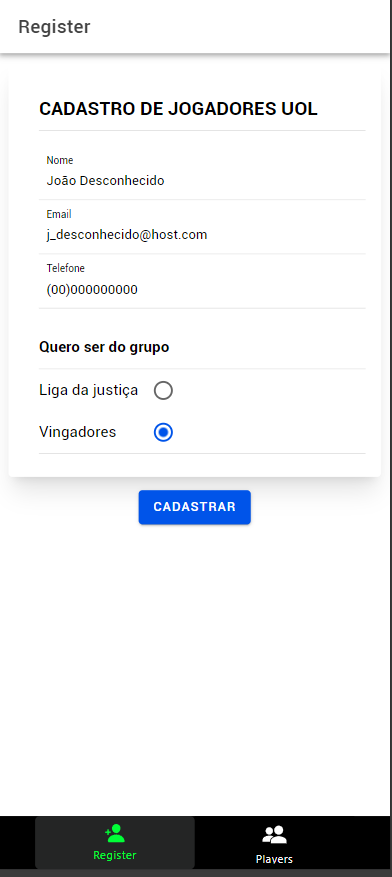 Register
CADASTRO DE JOGADORES UOL
Nome
João Desconhecido
Email
j_desconhecido@host.com
Telefone
(00)000000000
Quero ser do grupo
Liga da justiça
Vingadores
CADASTRAR
Register
Players